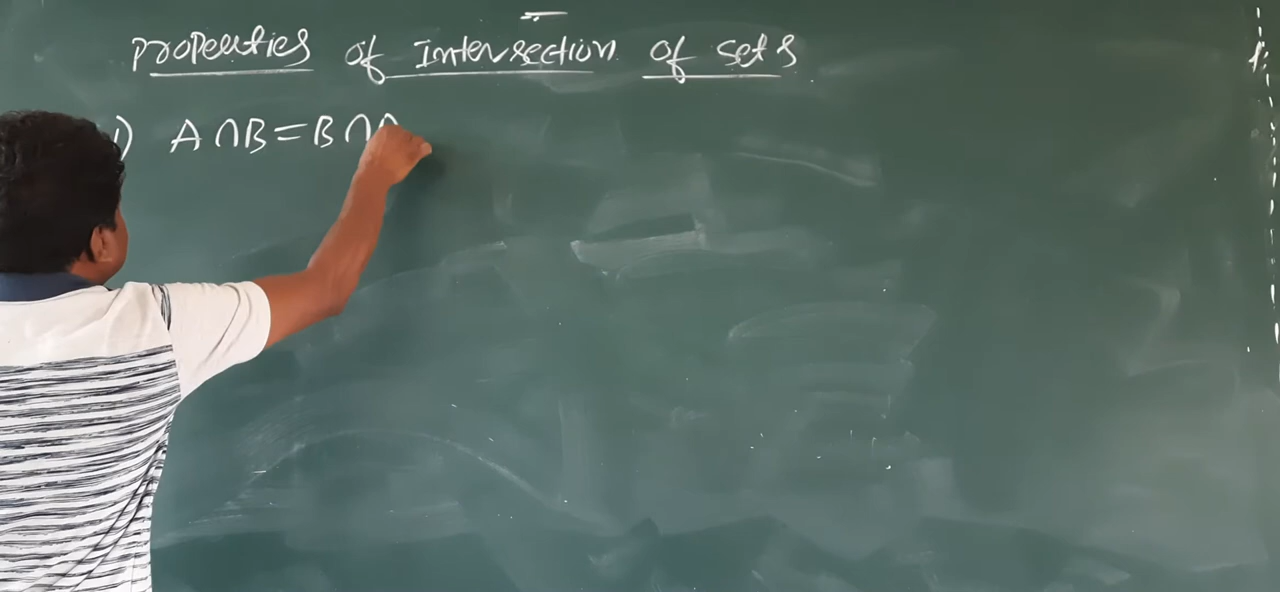 Properties of Intersection of sets
1) A∩B=B∩A